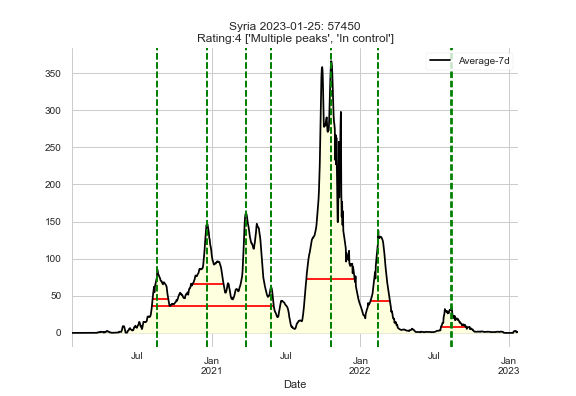 Syria 2023-01-25: 57450
Rating:4 ['Multiple peaks', 'In control']
Average-7d
350
300
250
200
150
100
50
0
Jul
Jan
2021
Jul
Jan
2022
Jul
Jan
2023
Date